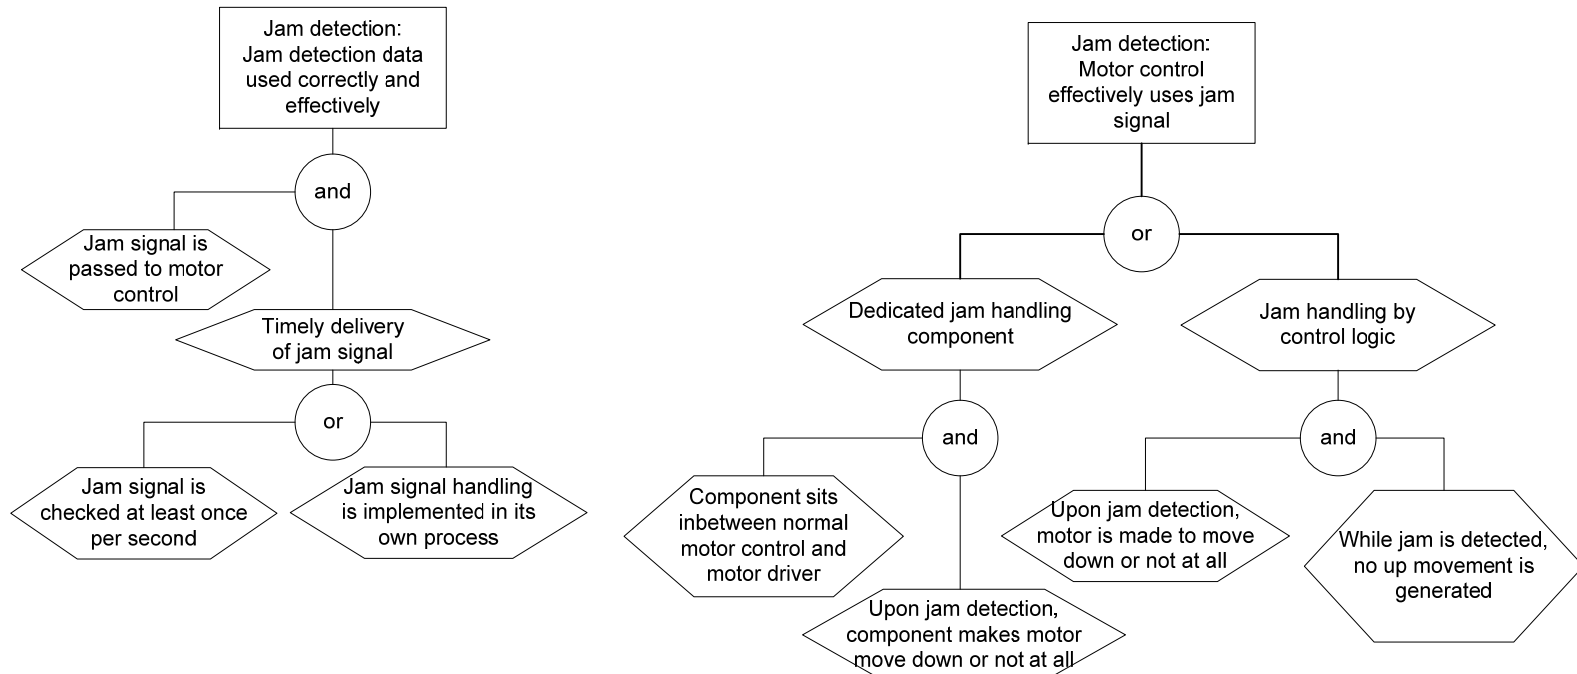 Jam detection:
Jam detection data
used correctly and
effectively
and
Jam signal is
passed to motor
control
Timely delivery
of jam signal
or
Jam signal is
checked at least once
per second
Jam signal handling
is implemented in its
own process
Jam detection:
Motor control
effectively uses jam
signal
or
Dedicated jam handling
component
Jam handling by
control logic
and
Component sits
inbetween normal
motor control and
motor driver
Upon jam detection,
component makes motor
move down or not at all
and
Upon jam detection,
motor is made to move
down or not at all
While jam is detected,
no up movement is
generated